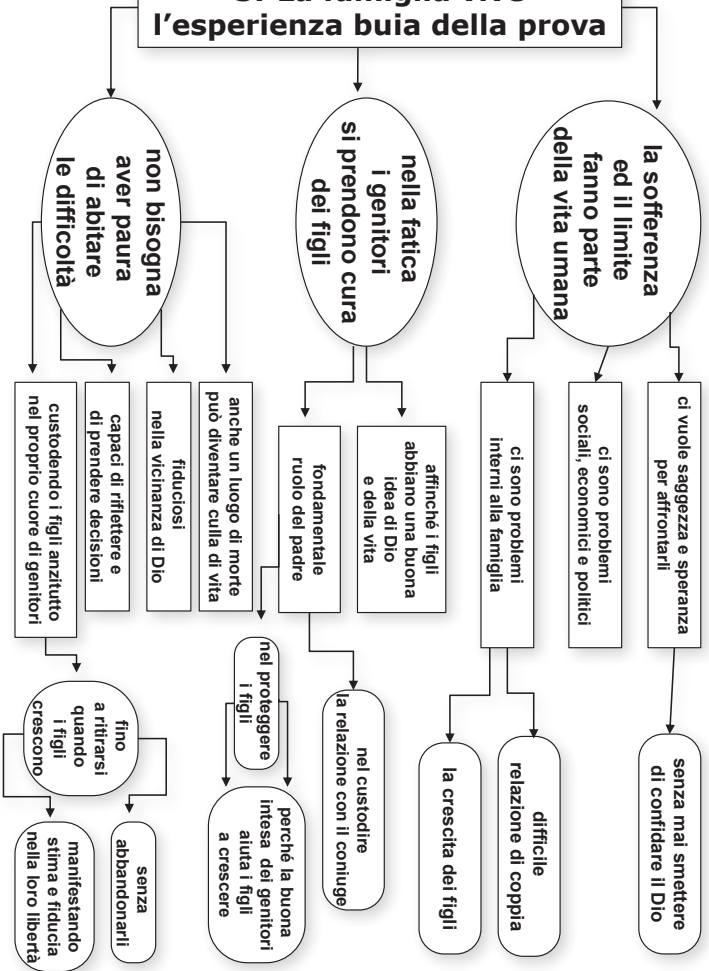 La famiglia vive
l'esperienza buia della prova
la sofferenza
ed il limite
fanno parte
della vita umana
ci vuole saggezza e speranza
per affrontarli
senza mai smettere
di confidare il Dio
ci sono problemi
sociali, economici e politici
ci sono problemi
interni alla famiglia
difficile
relazione di coppia
la crescita dei figli
nella fatica
i genitori
si prendono cura
dei figli
affinché i figli
abbiano una buona
idea di Dio
e della vita
fondamentale
ruolo del padre
nel custodire
la relazione con il coniuge
nel proteggere
i figli
perché la buona
intesa dei genitori
aiuta i figli
a crescere
non bisogna
aver paura
di abitare
le difficoltà
anche un luogo di morte
può diventare culla di vita
fiduciosi
nella vicinanza di Dio
capaci di riflettere e
di prendere decisioni
custodendo i figli anzitutto
nel proprio cuore di genitori
fino
a ritirarsi
quando
i figli
crescono
senza
abbandonarli
manifestando
stima e fiducia
nella loro libertà